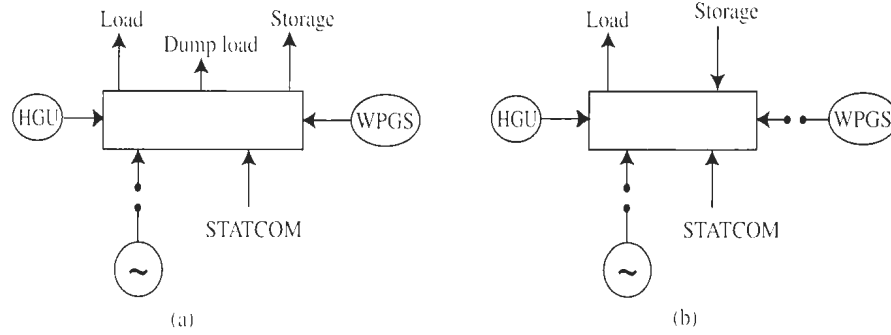 Load
Dump load
Storage
HGU
WPGS
STATCOM
~
(a)
Load
Storage
HGU
WPGS
STATCOM
~
(b)